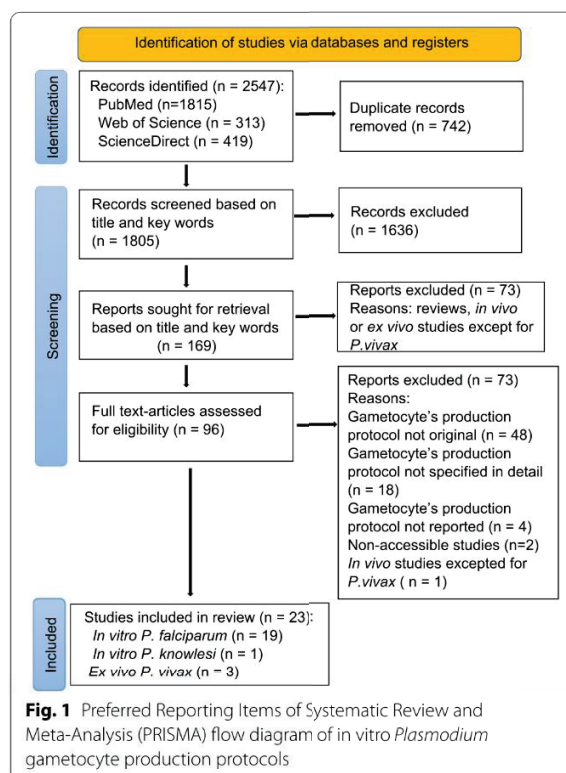 Identification of studies via databases and registers
Identification
Records identified (n = 2547):
PubMed (n=1815)
Web of Science (n = 313)
ScienceDirect (n = 419)
Duplicate records
removed (n = 742)
Screening
Records screened based on
title and key words
(n = 1805)
Records excluded
(n = 1636)
Reports sought for retrieval
based on title and key words
(n = 169)
Reports excluded (n = 73)
Reasons: reviews, in vivo
or ex vivo studies except for
P.vivax
Full text-articles assessed
for eligibility (n = 96)
Reports excluded (n = 73)
Reasons:
Gametocyte's production
protocol not original (n = 48)
Gametocyte's production
protocol not specified in detail
(n = 18)
Gametocyte's production
protocol not reported (n = 4)
Non-accessible studies (n=2)
In vivo studies excepted for
P.vivax ( n = 1)
Included
Studies included in review (n = 23):
In vitro P. falciparum (n = 19)
In vitro P. knowlesi (n = 1)
Ex vivo P. vivax (n = 3)
Fig. 1 Preferred Reporting Items of Systematic Review and
Meta-Analysis (PRISMA) flow diagram of in vitro Plasmodium
gametocyte production protocols